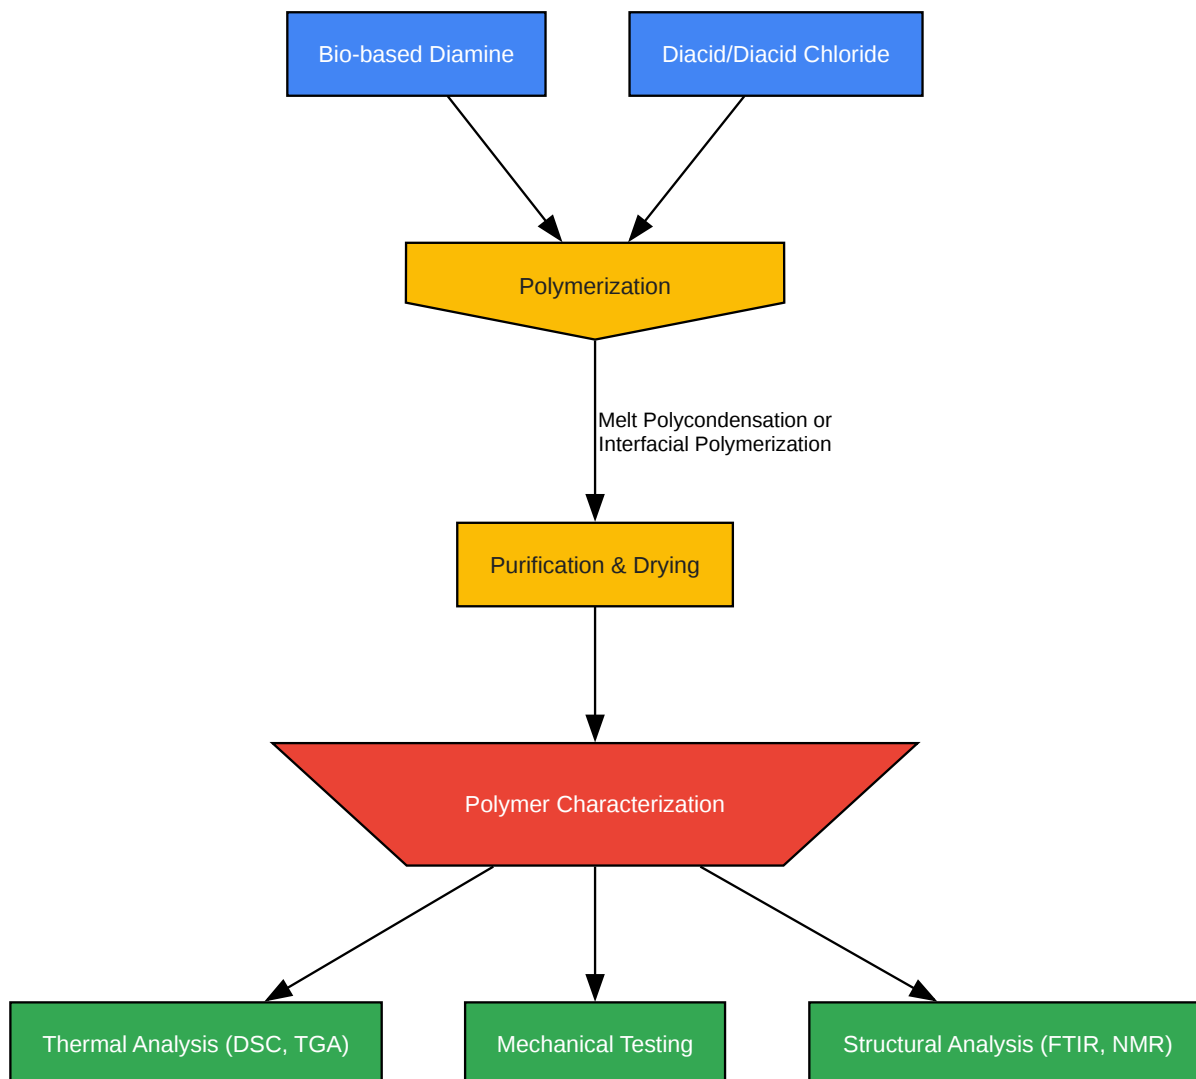 Bio-based Diamine
Diacid/Diacid Chloride
Polymerization
Melt Polycondensation or
Interfacial Polymerization
Purification & Drying
Polymer Characterization
Thermal Analysis (DSC, TGA)
Mechanical Testing
Structural Analysis (FTIR, NMR)